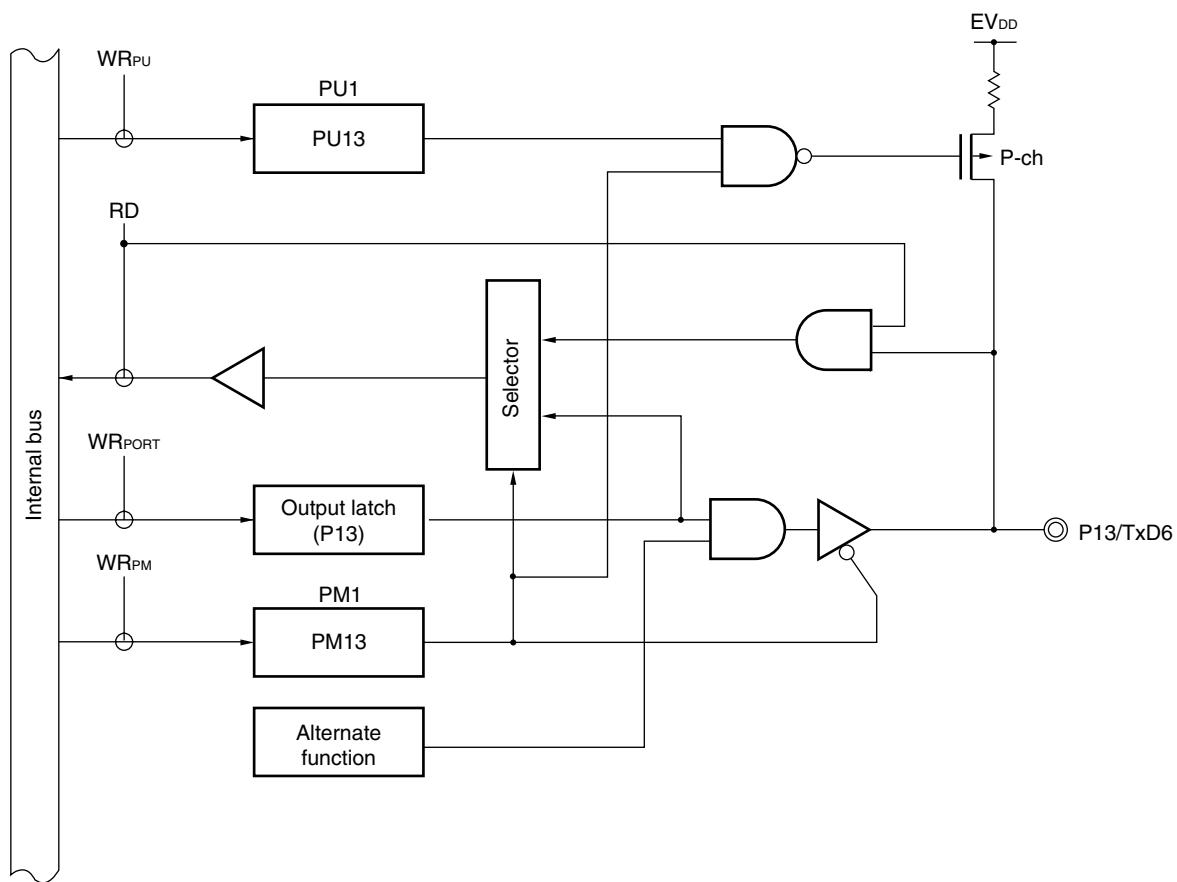 EVDD
WRPU
PU1
PU13
P-ch
RD
Selector
Internal bus
WRPORT
Output latch
(P13)
P13/TxD6
WRPM
PM1
PM13
Alternate
function